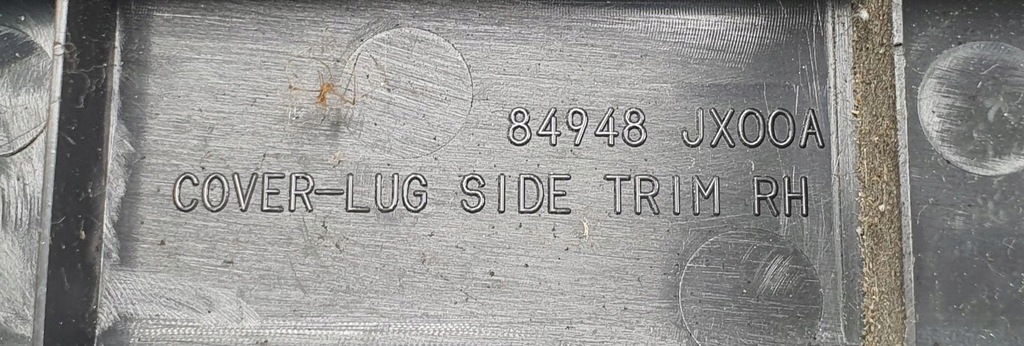 84948 JX00A
COVER-LUG SIDE TRIM RH